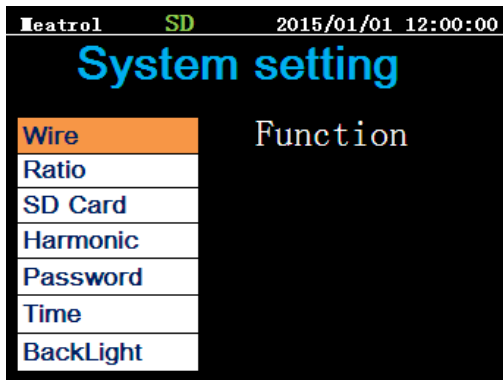 Meatrol SD 2015/01/01 12:00:00
System setting
Wire Function
Ratio
SD Card
Harmonic
Password
Time
BackLight